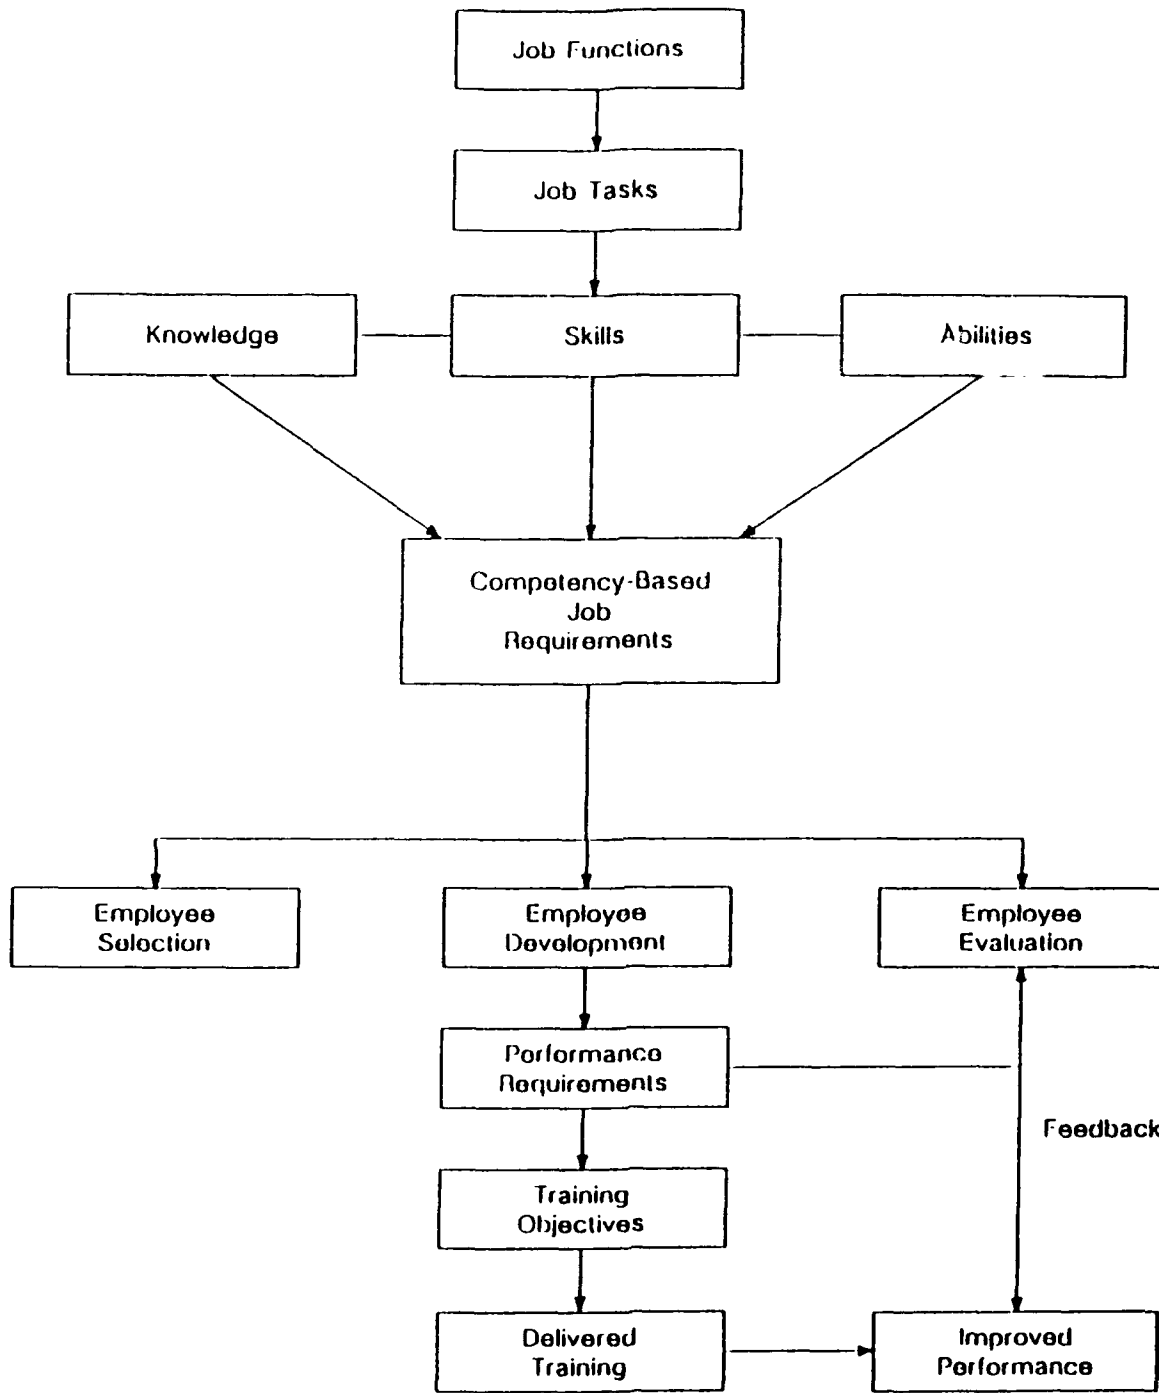 Job Functions
Job Tasks
Knowledge
Skills
Abilities
Competency-Based
Job
Requirements
Employee
Selection
Employee
Development
Employee
Evaluation
Performance
Requirements
Feedback
Training
Objectives
Delivered
Training
Improved
Performance